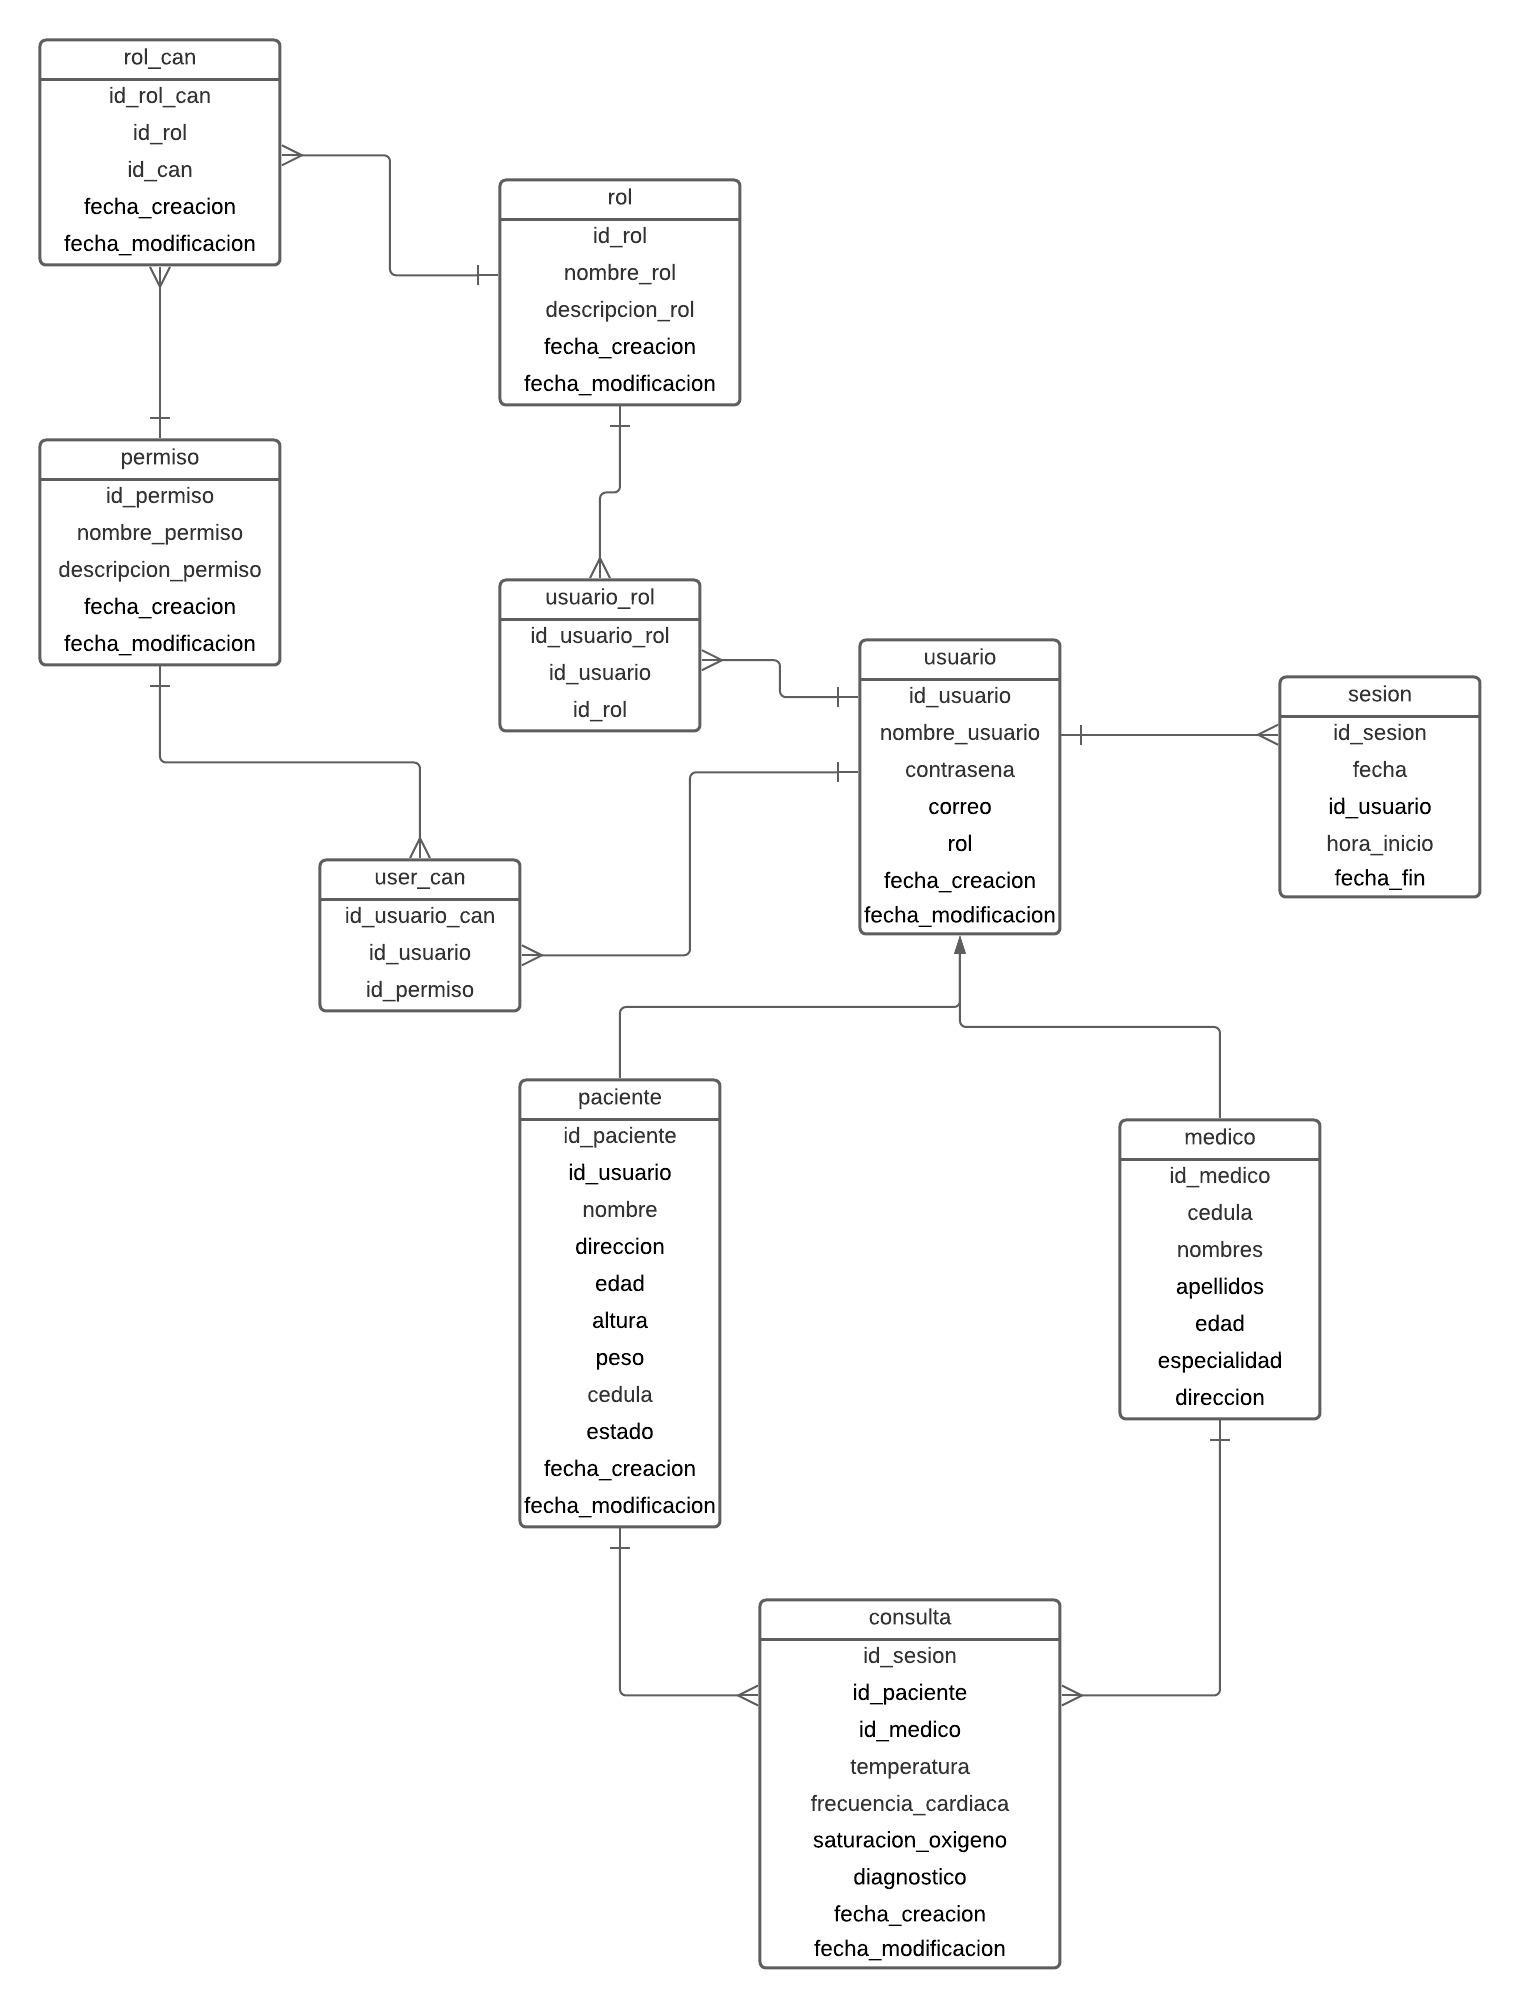 rol_can
id_rol_can
id_rol
id_can
fecha_creacion
fecha_modificacion
rol
id_rol
nombre_rol
descripcion_rol
fecha_creacion
fecha_modificacion
permiso
id_permiso
nombre_permiso
descripcion_permiso
fecha_creacion
fecha_modificacion
usuario_rol
id_usuario_rol
id_usuario
id_rol
usuario
id_usuario
nombre_usuario
contrasena
correo
rol
fecha_creacion
fecha_modificacion
sesion
id_sesion
fecha
id_usuario
hora_inicio
fecha_fin
user_can
id_usuario_can
id_usuario
id_permiso
paciente
id_paciente
id_usuario
nombre
direccion
edad
altura
peso
cedula
estado
fecha_creacion
fecha_modificacion
medico
id_medico
cedula
nombres
apellidos
edad
especialidad
direccion
consulta
id_sesion
id_paciente
id_medico
temperatura
frecuencia_cardiaca
saturacion_oxigeno
diagnostico
fecha_creacion
fecha_modificacion